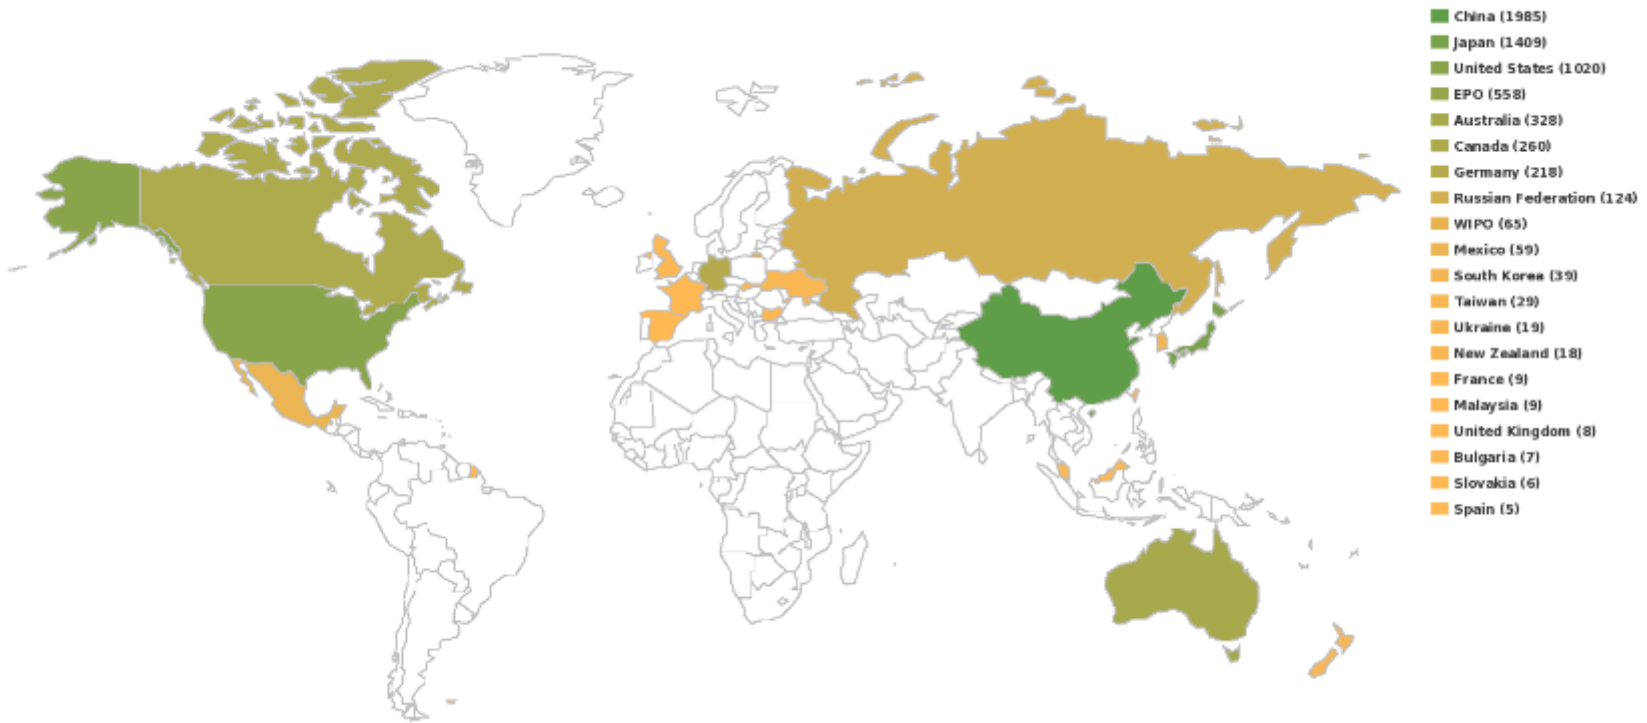 China (1985)
Japan (1409)
United States (1020)
EPO (558)
Australia (328)
Canada (260)
Germany (218)
Russian Federation (124)
WIPO (65)
Mexico (59)
South Korea (39)
Taiwan (29)
Ukraine (19)
New Zealand (18)
France (9)
Malaysia (9)
United Kingdom (8)
Bulgaria (7)
Slovakia (6)
Spain (5)